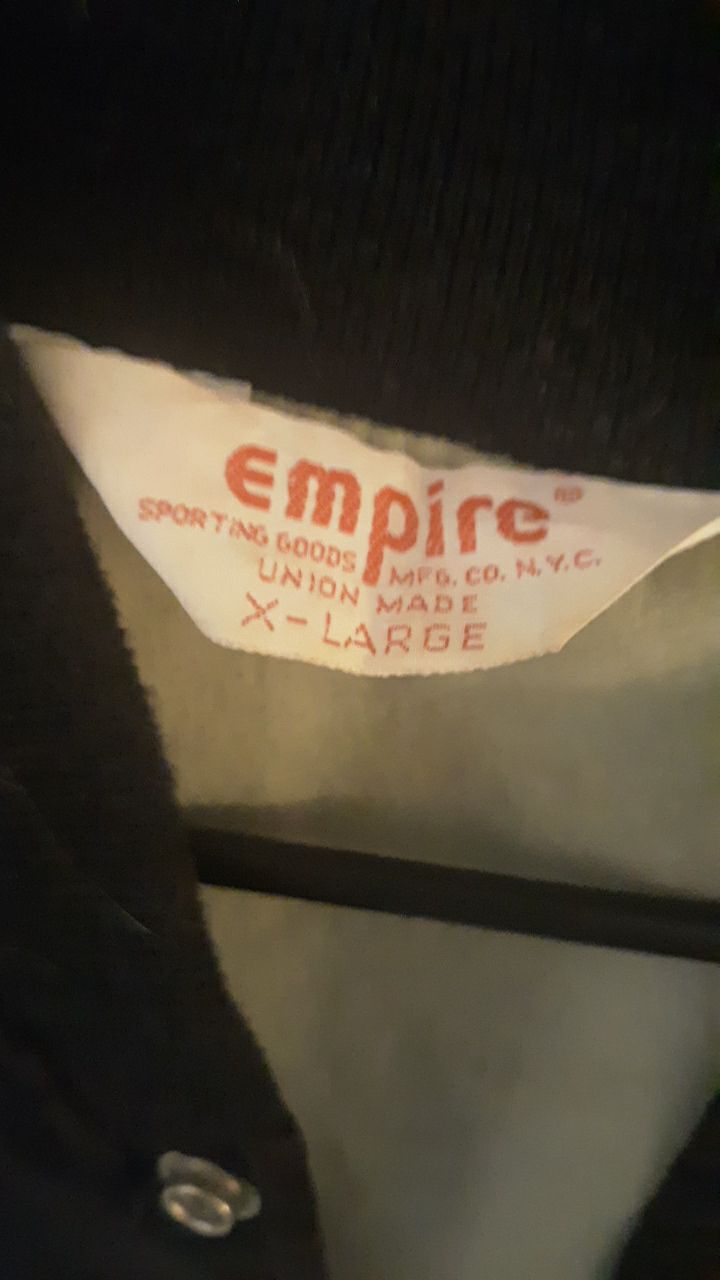 empire®
SPORTING GOODS MFG. CO. N.Y.C.
UNION MADE
X-LARGE